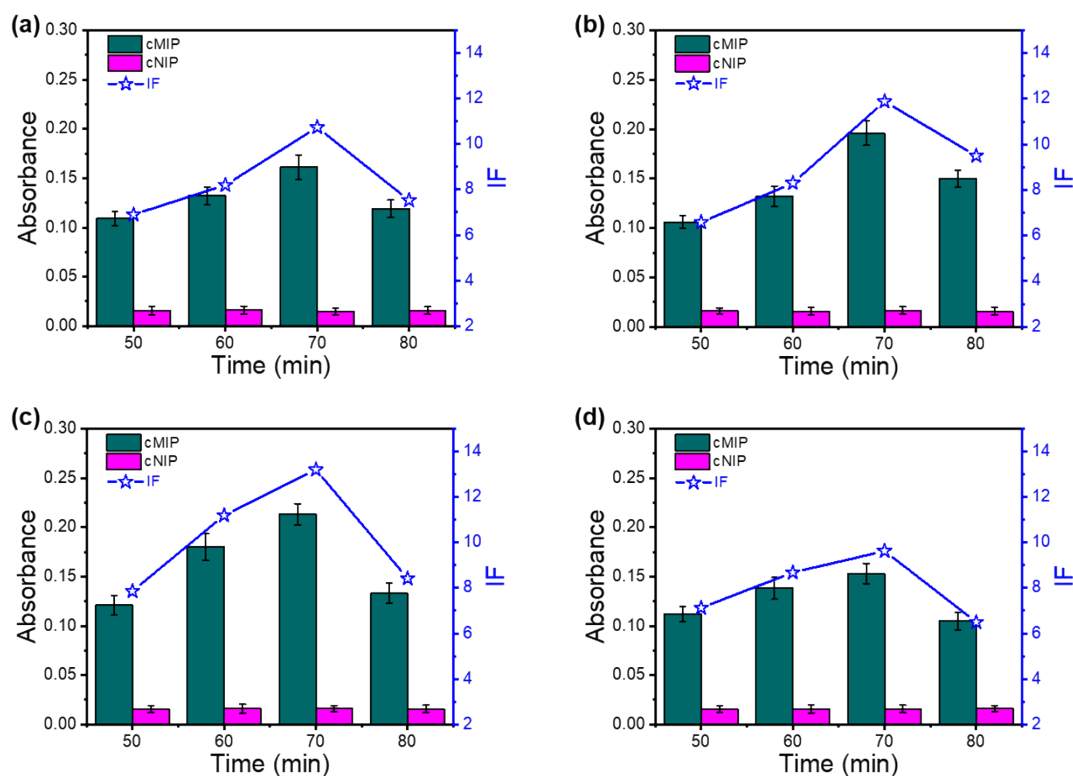 (a)
cMIP
cNIP
IF
0.30
0.25
0.20
0.15
0.10
0.05
0.00
Absorbance
14
12
10
8
6
4
2
IF
50 60 70 80
Time (min)
(b)
cMIP
cNIP
IF
0.30
0.25
0.20
0.15
0.10
0.05
0.00
Absorbance
14
12
10
8
6
4
2
IF
50 60 70 80
Time (min)
(c)
cMIP
cNIP
IF
0.30
0.25
0.20
0.15
0.10
0.05
0.00
Absorbance
14
12
10
8
6
4
2
IF
50 60 70 80
Time (min)
(d)
cMIP
cNIP
IF
0.30
0.25
0.20
0.15
0.10
0.05
0.00
Absorbance
14
12
10
8
6
4
2
IF
50 60 70 80
Time (min)